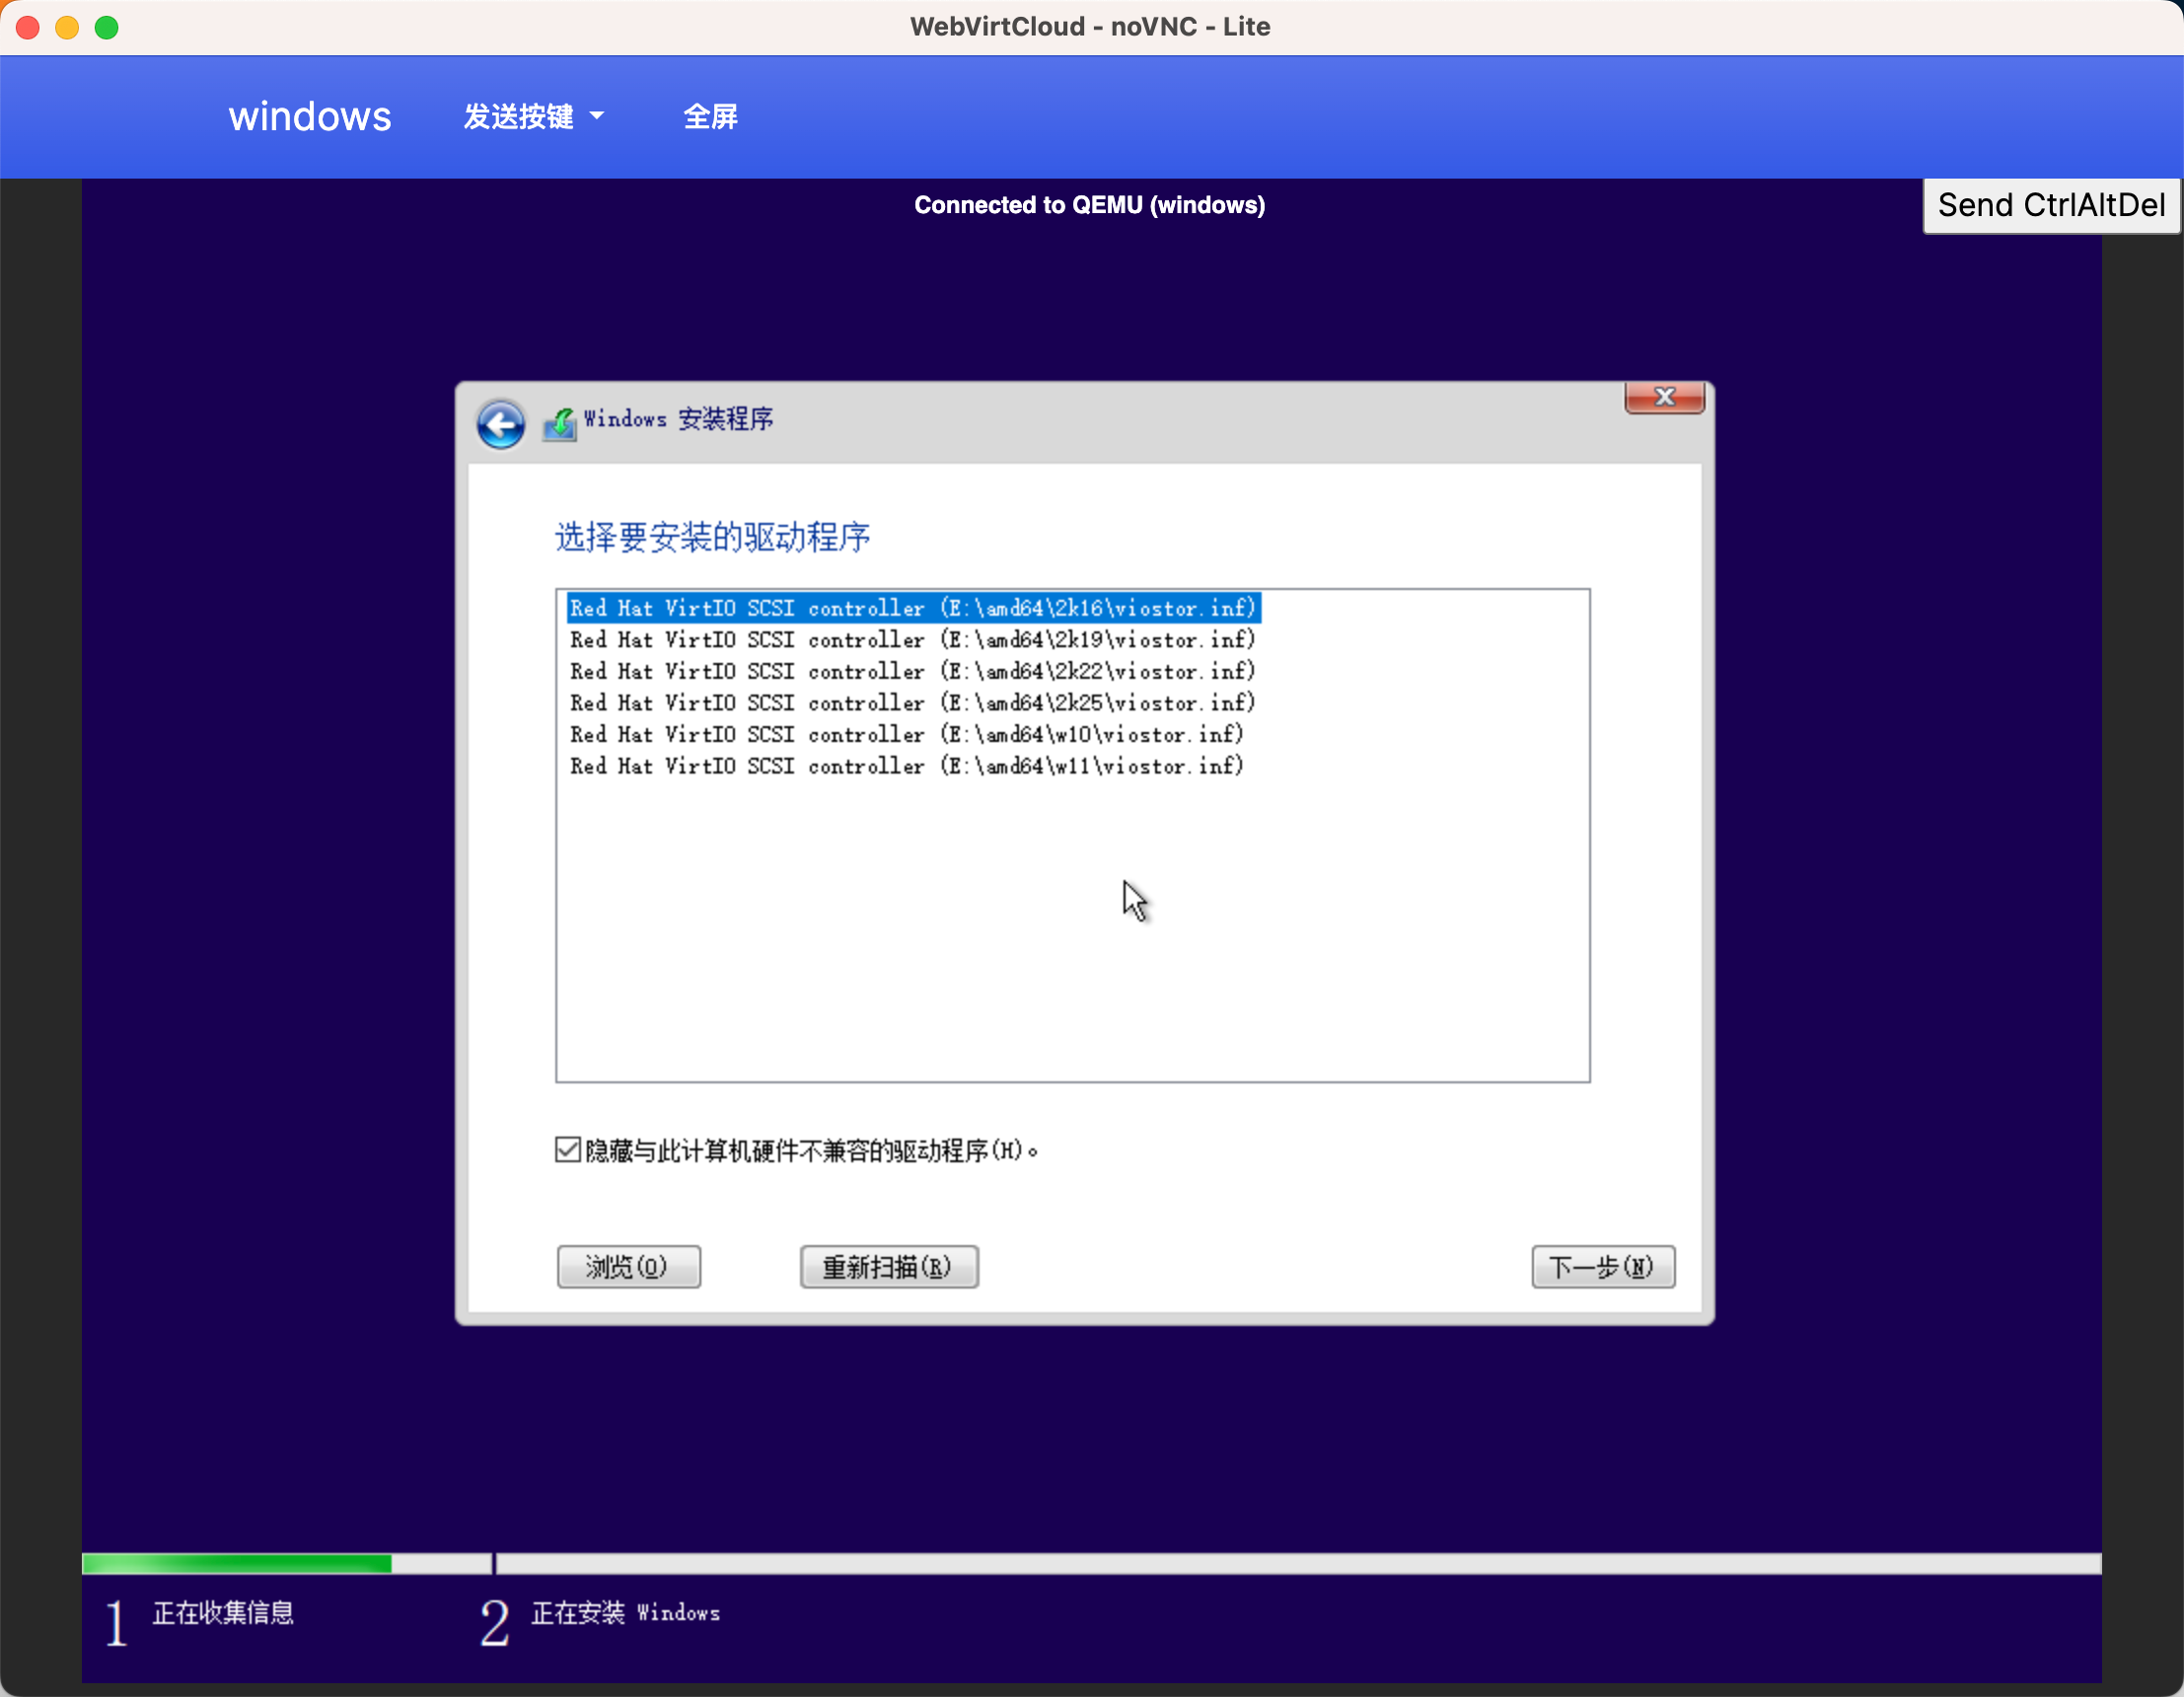 WebVirtCloud - noVNC - Lite
windows 发送按键 全屏
Connected to QEMU (windows)
Send CtrlAltDel
Windows 安装程序
选择要安装的驱动程序
Red Hat VirtIO SCSI controller (E:\amd64\2k16\viostor.inf)
Red Hat VirtIO SCSI controller (E:\amd64\2k19\viostor.inf)
Red Hat VirtIO SCSI controller (E:\amd64\2k22\viostor.inf)
Red Hat VirtIO SCSI controller (E:\amd64\2k25\viostor.inf)
Red Hat VirtIO SCSI controller (E:\amd64\w10\viostor.inf)
Red Hat VirtIO SCSI controller (E:\amd64\w11\viostor.inf)
隐藏与此计算机硬件不兼容的驱动程序(H)。
浏览(O) 重新扫描(R) 下一步(N)
1 正在收集信息 2 正在安装 Windows